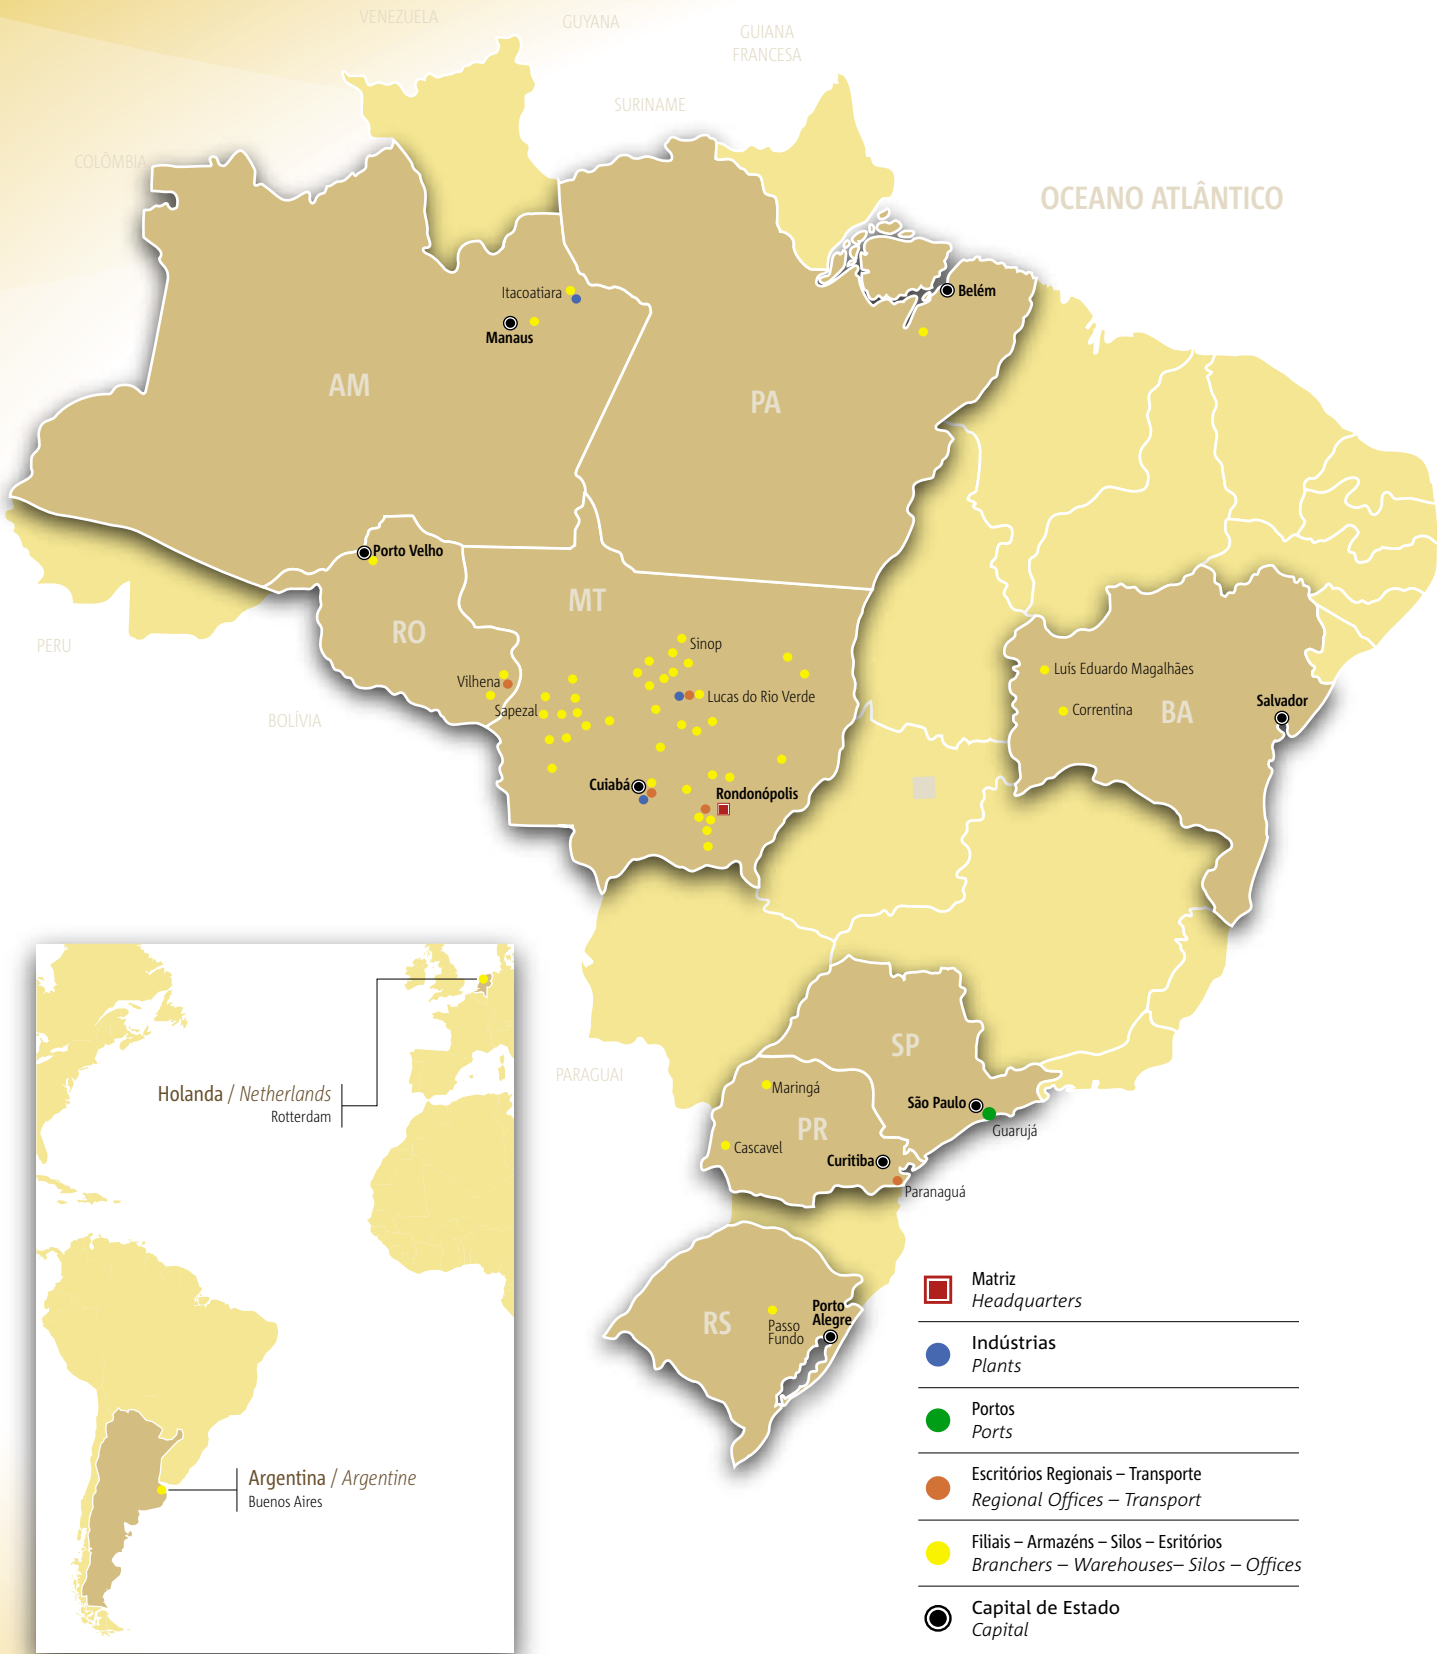 VENEZUELA
GUYANA
GUIANA
FRANCESA
SURINAME
COLÔMBIA
OCEANO ATLÂNTICO
Itacoatiara
Manaus
Belém
AM
PA
Porto Velho
MT
RO
PERU
Sinop
Vilhena
Lucas do Rio Verde
Sapezal
BOLÍVIA
Luís Eduardo Magalhães
Correntina
BA
Salvador
Cuiabá
Rondonópolis
SP
PARAGUAI
Maringá
São Paulo
Guarujá
PR
Cascavel
Curitiba
Paranaguá
RS
Passo
Fundo
Porto
Alegre
Holanda / Netherlands
Rotterdam
Argentina / Argentine
Buenos Aires
Matriz
Headquarters
Indústrias
Plants
Portos
Ports
Escritórios Regionais – Transporte
Regional Offices – Transport
Filiais – Armazéns – Silos – Esritórios
Branchers – Warehouses– Silos – Offices
Capital de Estado
Capital